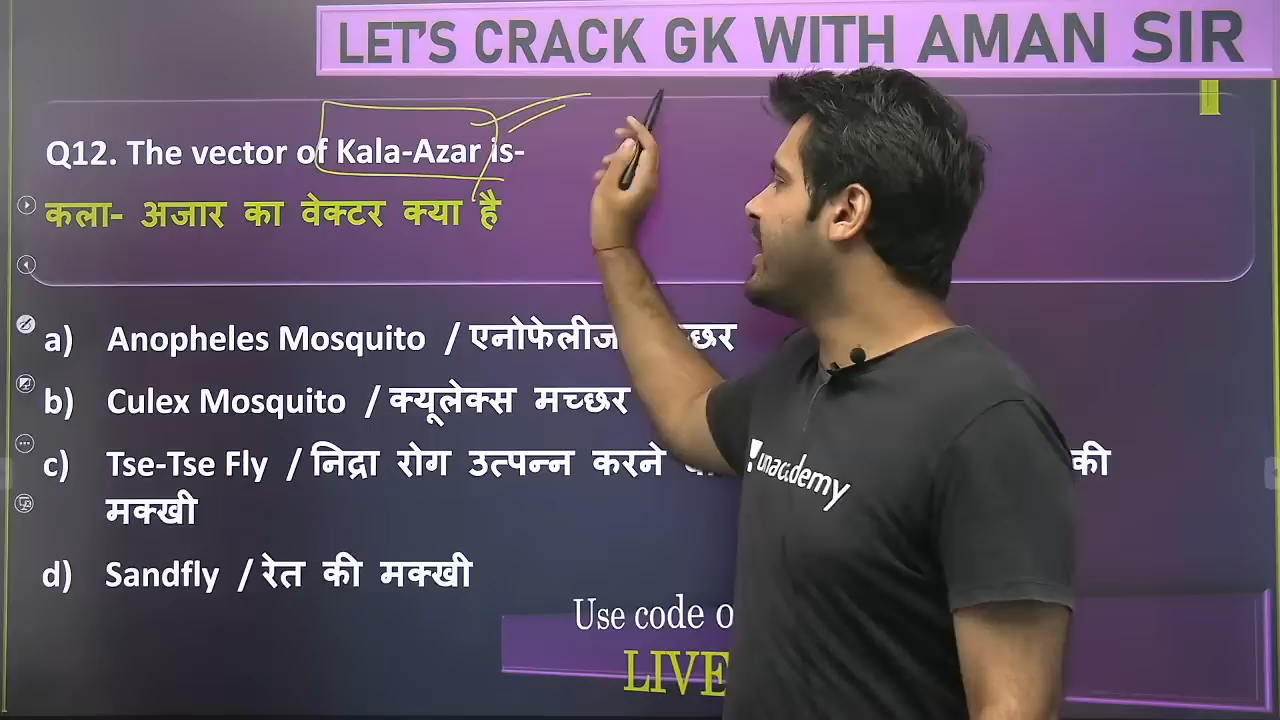 LET'S CRACK GK WITH AMAN SIR
Q12. The vector of Kala-Azar is-
कला- अजार का वेक्टर क्या है
a) Anopheles Mosquito / एनोफेलीज
b) Culex Mosquito / क्यूलेक्स मच्छर
c) Tse-Tse Fly / निद्रा रोग उत्पन्न करने की
मक्खी
d) Sandfly / रेत की मक्खी
unacademy
Use code
LIVE